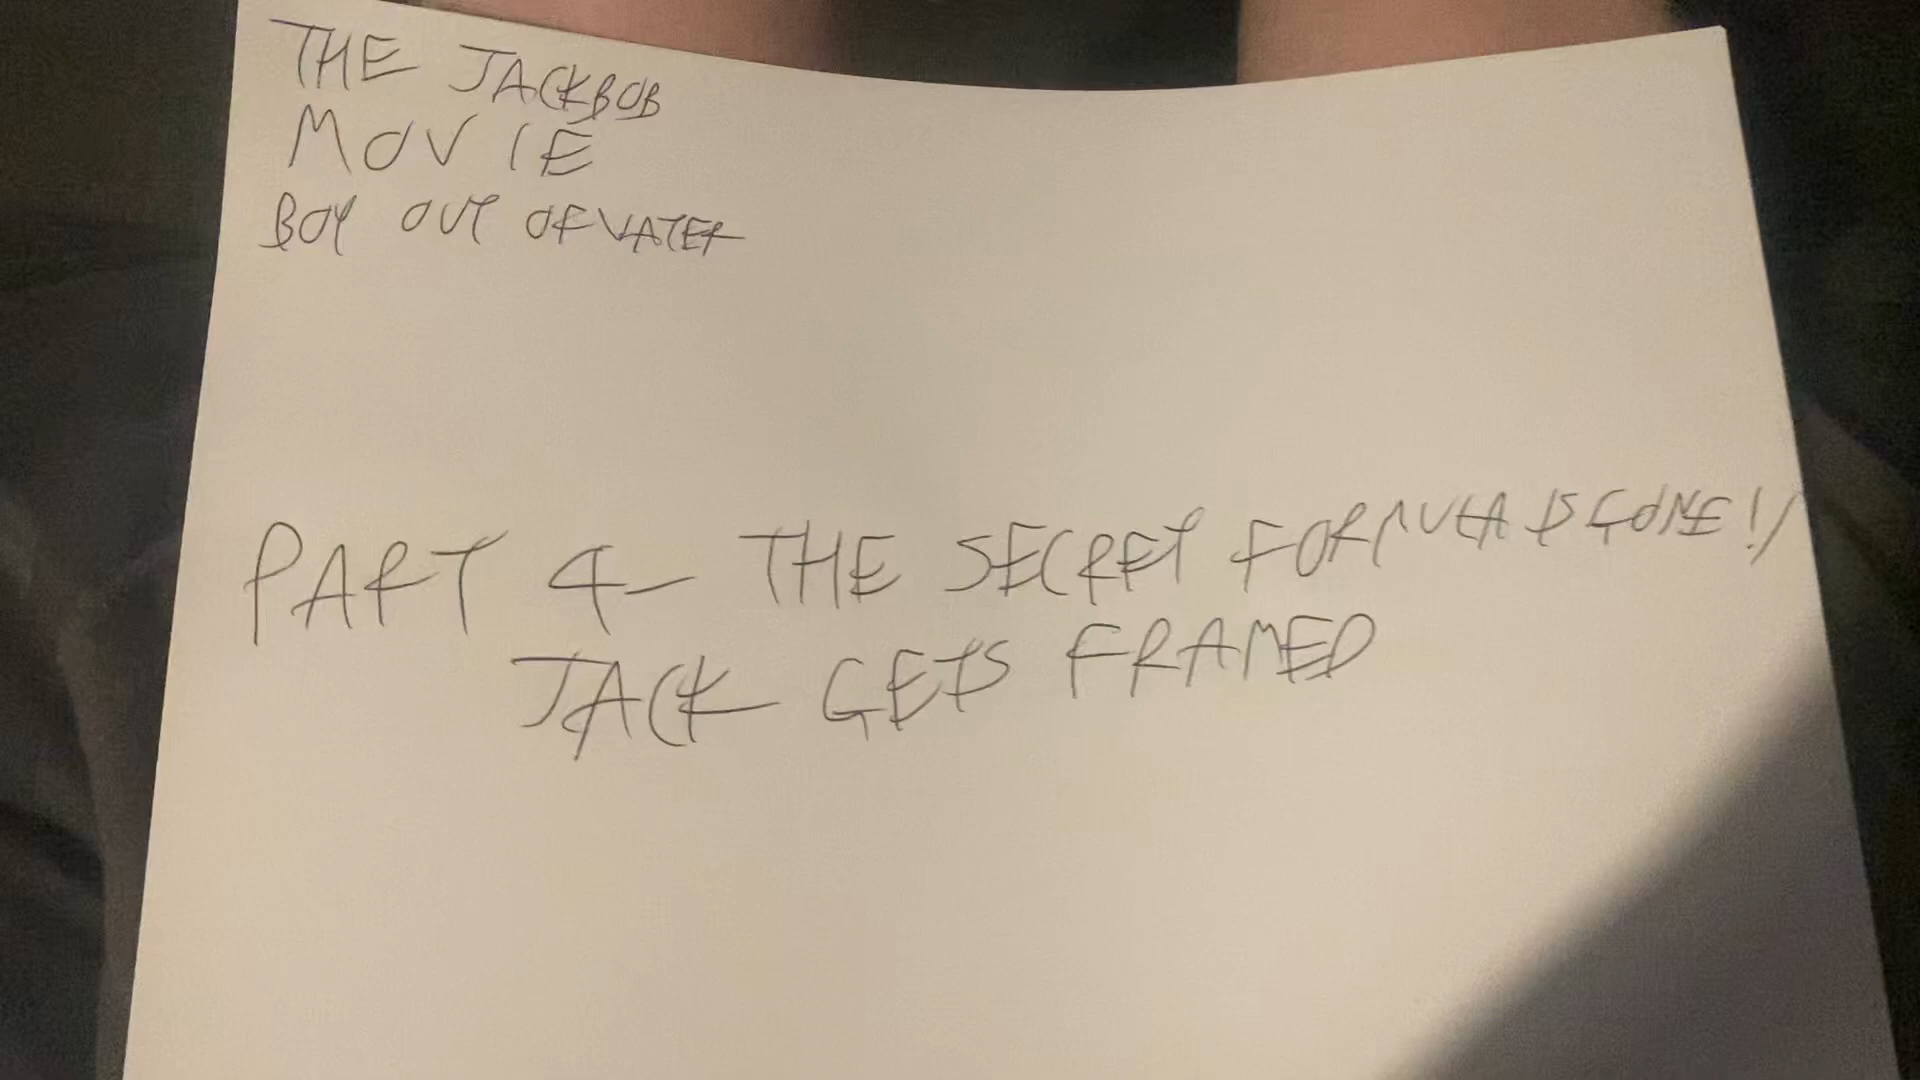 THE JACKBOB
MOVIE
BOY OUT OF WATER
PART 4- THE SECRET FORMULA IS GONE!/
JACK GETS FRAMED